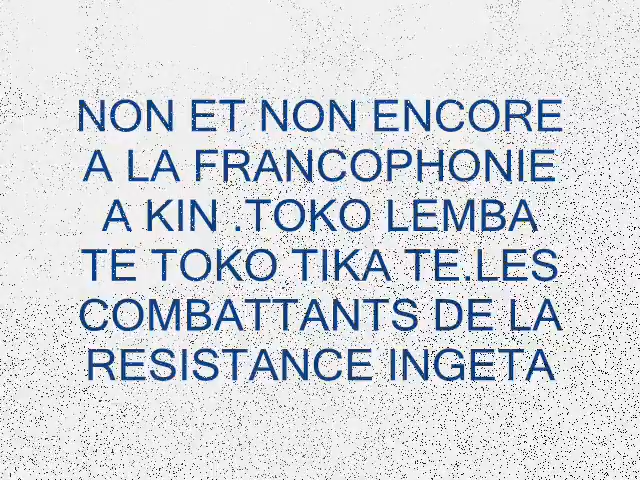 NON ET NON ENCORE
A LA FRANCOPHONIE
A KIN .TOKO LEMBA
TE TOKO TIKA TE.LES
COMBATTANTS DE LA
RESISTANCE INGETA